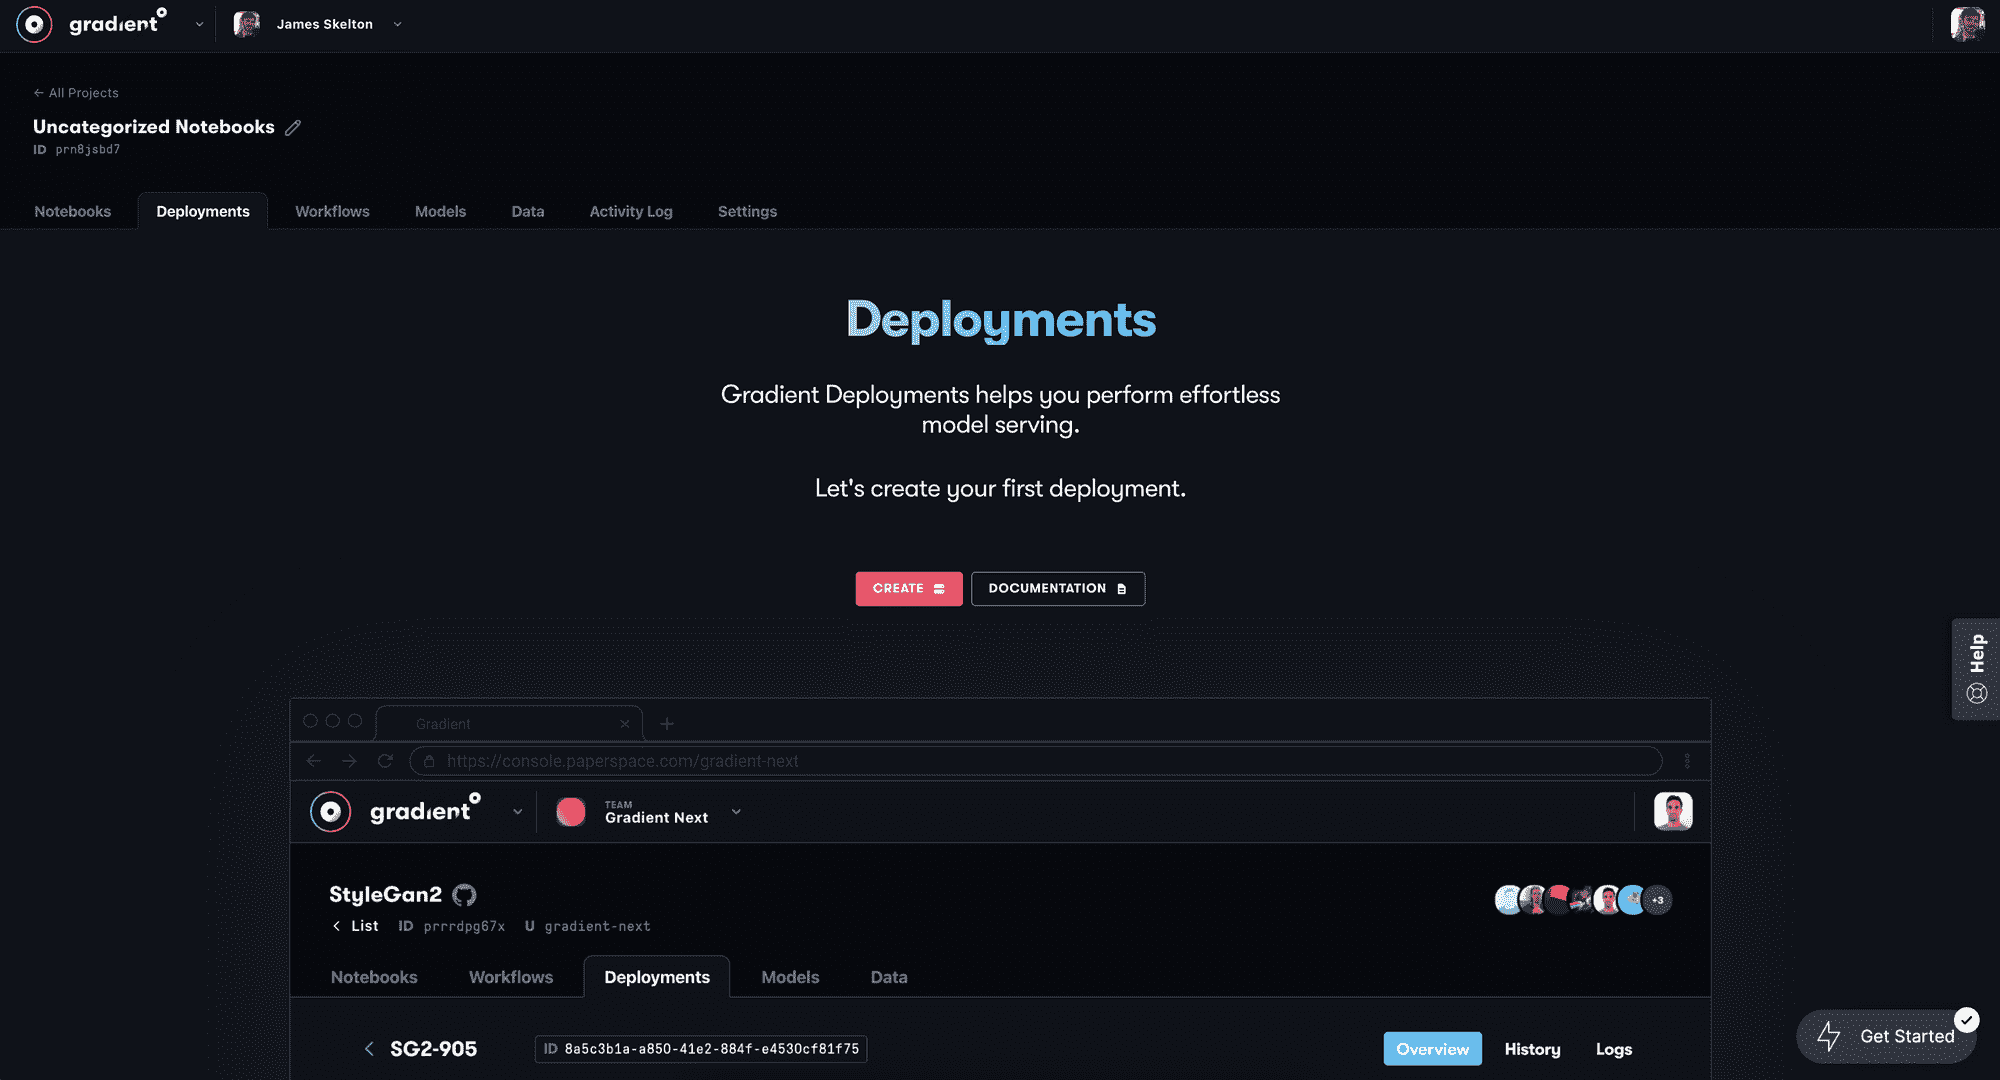 gradient
James Skelton
← All Projects
Uncategorized Notebooks
ID prn8jsbd7
Notebooks Deployments Workflows Models Data Activity Log Settings
Deployments
Gradient Deployments helps you perform effortless
model serving.
Let's create your first deployment.
CREATE DOCUMENTATION
Help
Gradient
https://console.paperspace.com/gradient-next
gradient
TEAM
Gradient Next
StyleGan2
+3
List ID prrrdpg67x U gradient-next
Notebooks Workflows Deployments Models Data
SG2-905 ID 8a5c3b1a-a850-41e2-884f-e4530cf81f75 Overview History Logs
Get Started